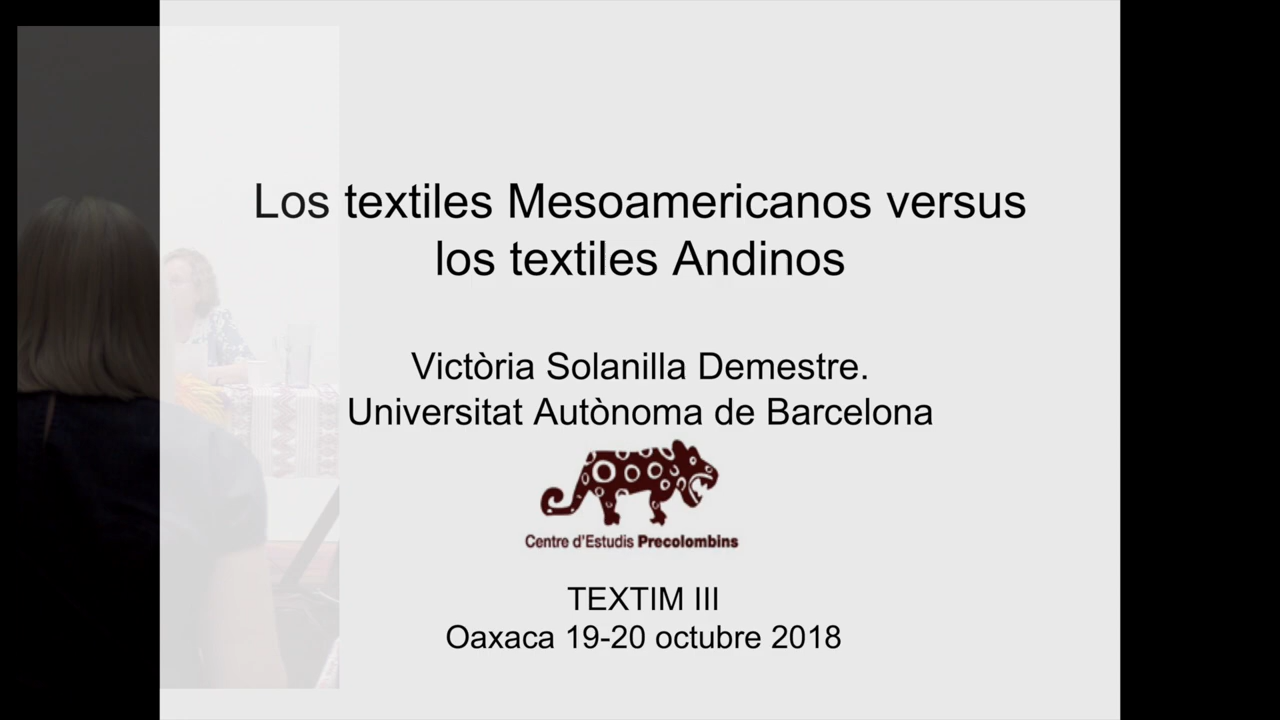 Los textiles Mesoamericanos versus
los textiles Andinos
Victòria Solanilla Demestre.
Universitat Autònoma de Barcelona
Centre d'Estudis Precolombins
TEXTIM III
Oaxaca 19-20 octubre 2018